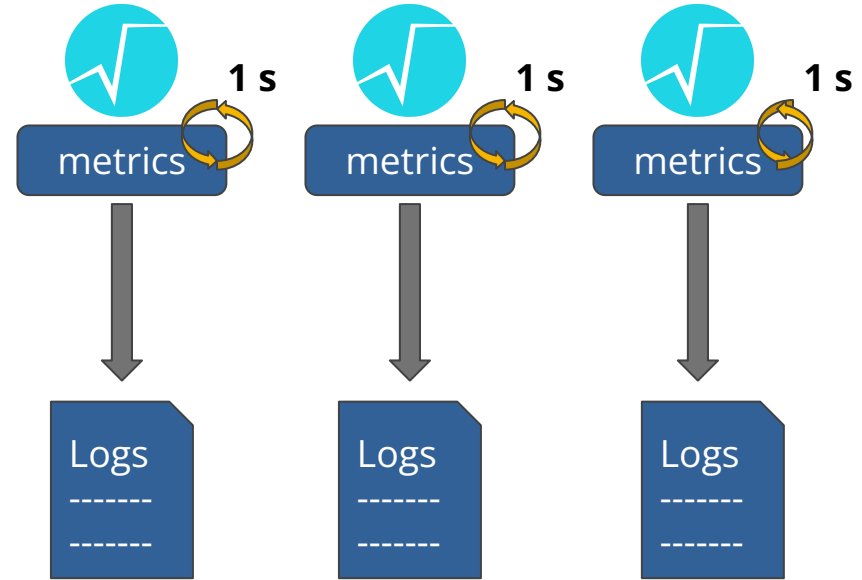 1 s 1 s 1 s
metrics metrics metrics
Logs Logs Logs
------- ------- -------
------- ------- -------